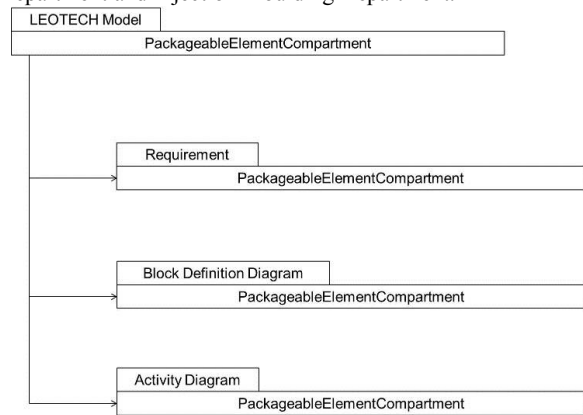 LEOTECH Model
PackageableElementCompartment
Requirement
PackageableElementCompartment
Block Definition Diagram
PackageableElementCompartment
Activity Diagram
PackageableElementCompartment